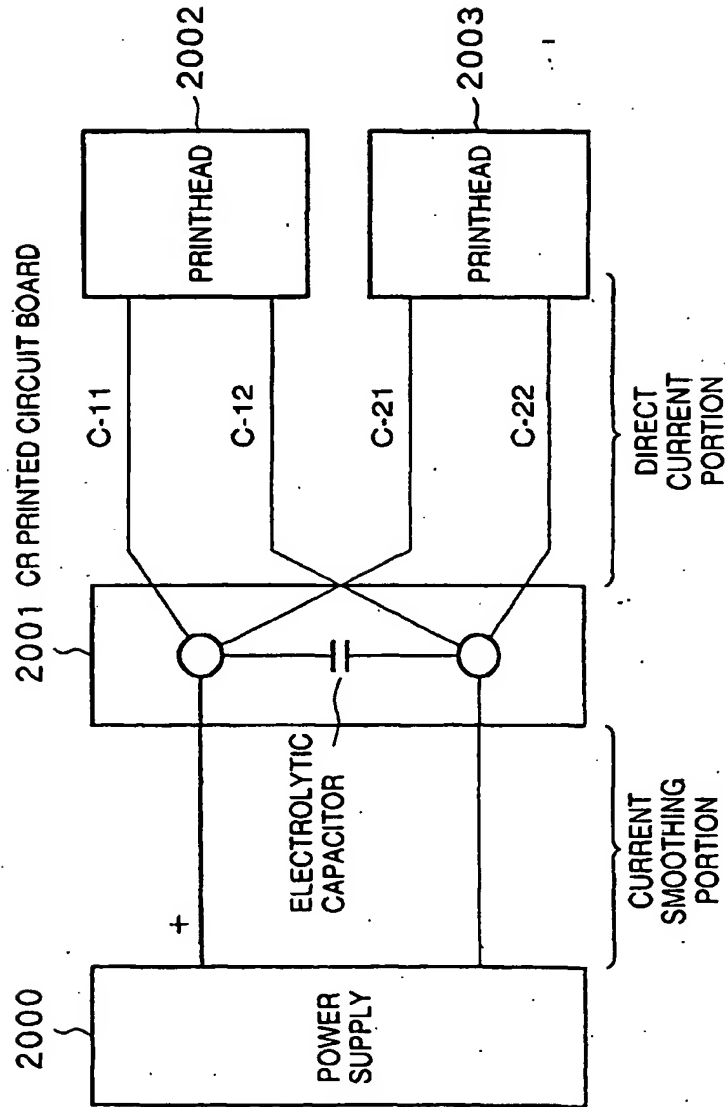 2001 CR PRINTED CIRCUIT BOARD
2000
2002
2003
C-11
C-12
C-21
C-22
+
POWER
SUPPLY
ELECTROLYTIC
CAPACITOR
PRINTHEAD
PRINTHEAD
CURRENT
SMOOTHING
PORTION
DIRECT
CURRENT
PORTION